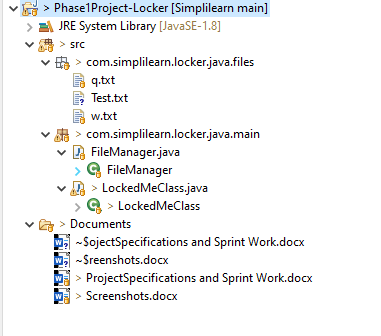 > Phase1Project-Locker [Simplilearn main]
JRE System Library [JavaSE-1.8]
> src
com.simplilearn.locker.java.files
q.txt
Test.txt
w.txt
> com.simplilearn.locker.java.main
FileManager.java
FileManager
> LockedMeClass.java
> LockedMeClass
> Documents
~$ojectSpecifications and Sprint Work.docx
~$reenshots.docx
> ProjectSpecifications and Sprint Work.docx
> Screenshots.docx